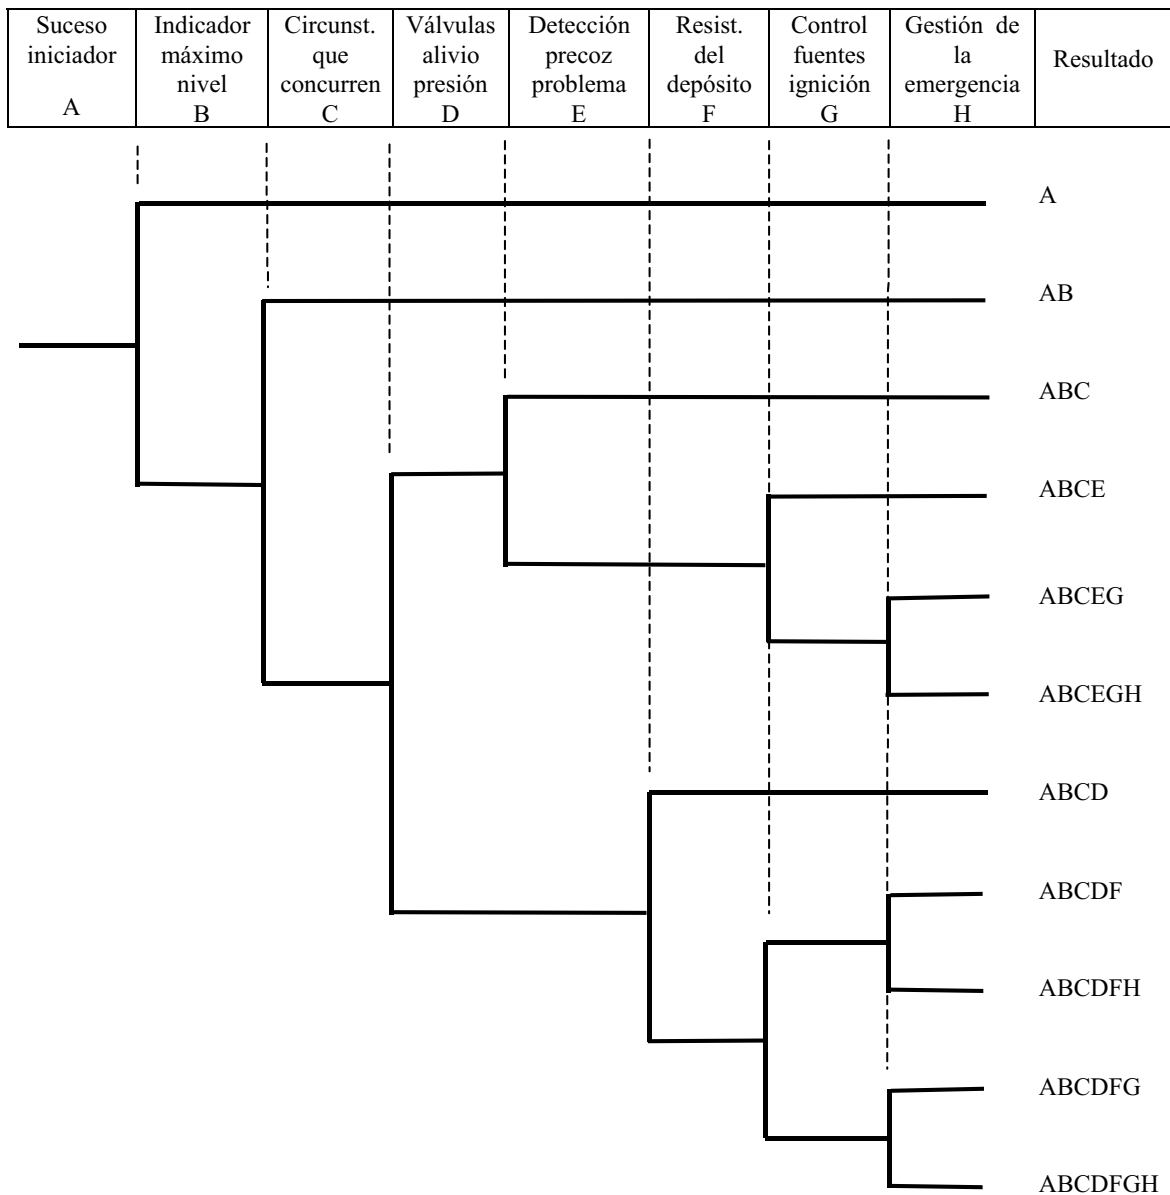 Suceso
iniciador
A
Indicador
máximo
nivel
B
Circunst.
que
concurren
C
Válvulas
alivio
presión
D
Detección
precoz
problema
E
Resist.
del
depósito
F
Control
fuentes
ignición
G
Gestión de
la
emergencia
H
Resultado
A
AB
ABC
ABCE
ABCEG
ABCEGH
ABCD
ABCDF
ABCDFH
ABCDFG
ABCDFGH